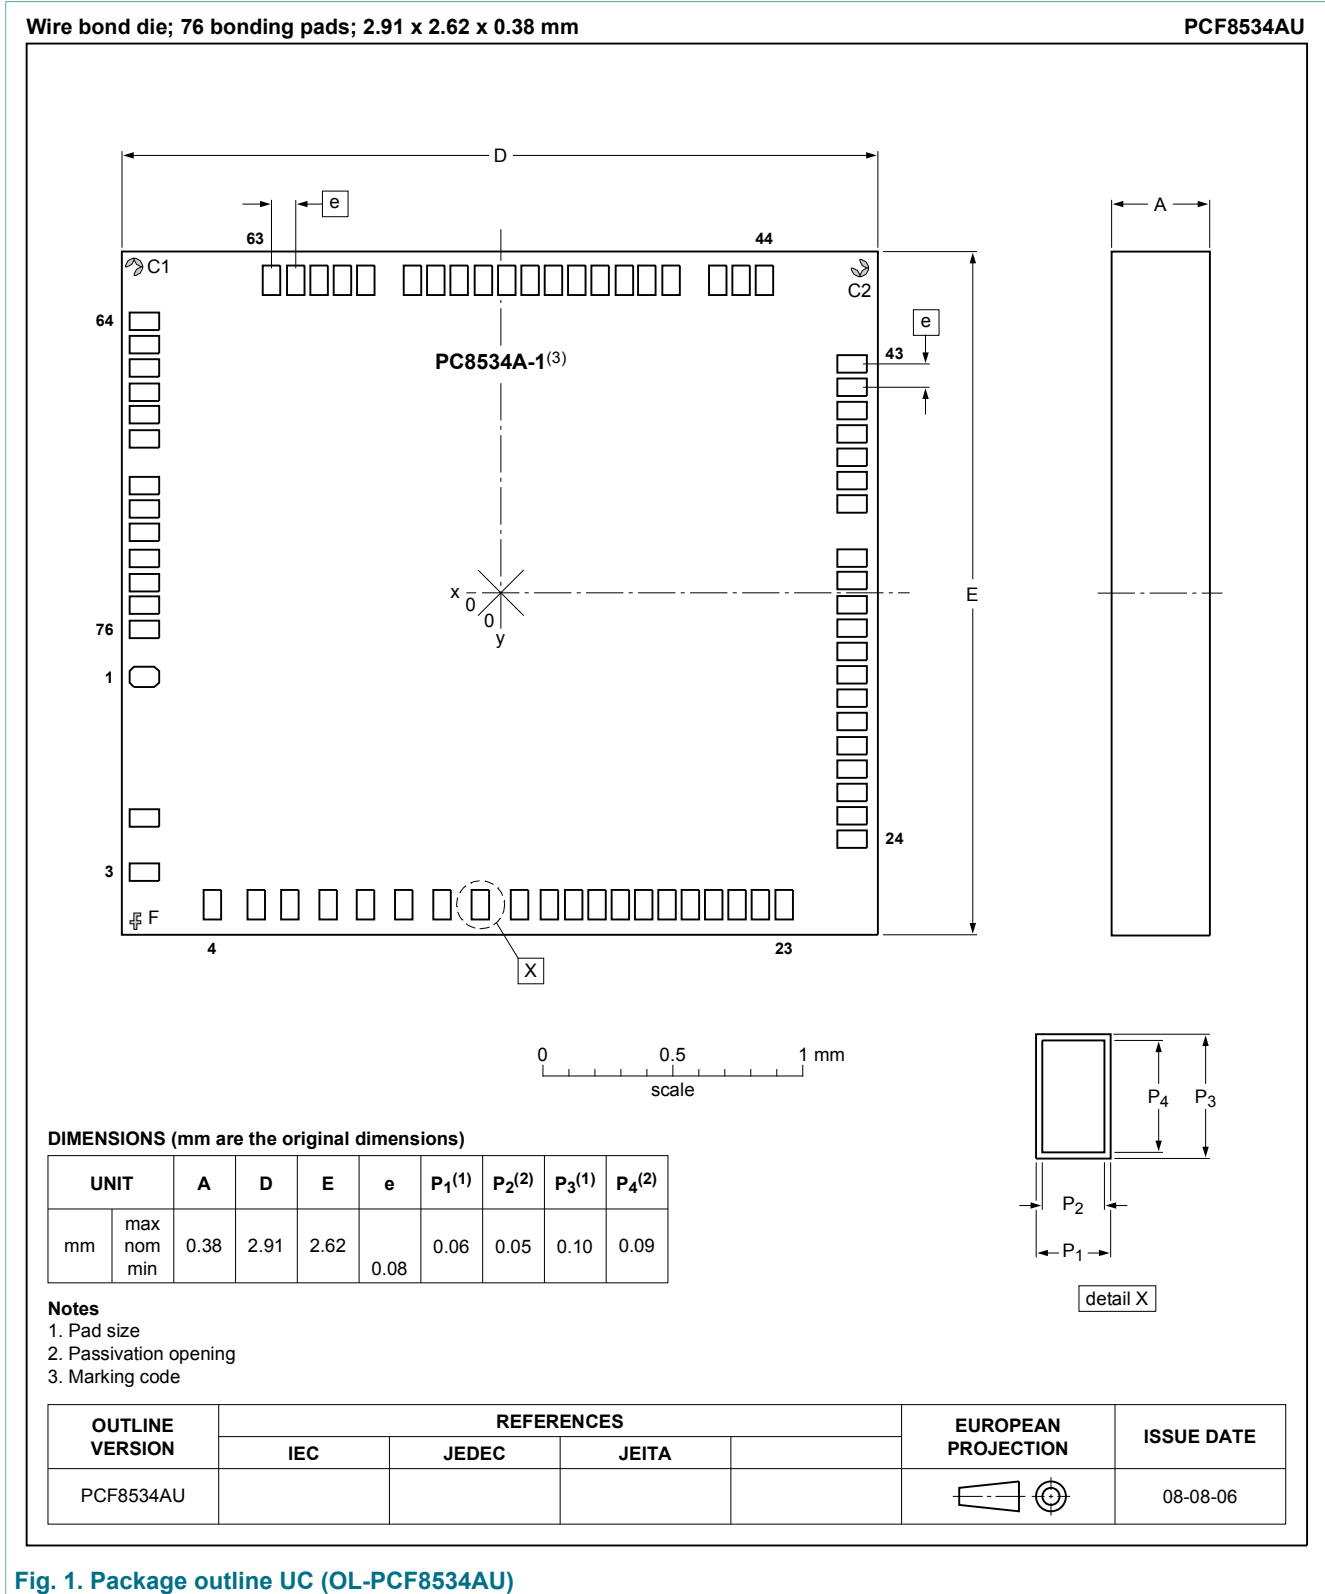 Wire bond die; 76 bonding pads; 2.91 x 2.62 x 0.38 mm PCF8534AU
D
e
A
63 44
C1
C2
64
e
43
PC8534A-1(3)
x
0
0
y
E
76
1
24
3
F
4 23
X
0 0.5 1 mm
scale
P4 P3
P2
P1
detail X
DIMENSIONS (mm are the original dimensions)
UNIT A D E e P1(1) P2(2) P3(1) P4(2)
mm max nom min 0.38 2.91 2.62 0.08 0.06 0.05 0.10 0.09
Notes
1. Pad size
2. Passivation opening
3. Marking code
OUTLINE VERSION REFERENCES EUROPEAN PROJECTION ISSUE DATE
IEC JEDEC JEITA
PCF8534AU 08-08-06
Fig. 1. Package outline UC (OL-PCF8534AU)